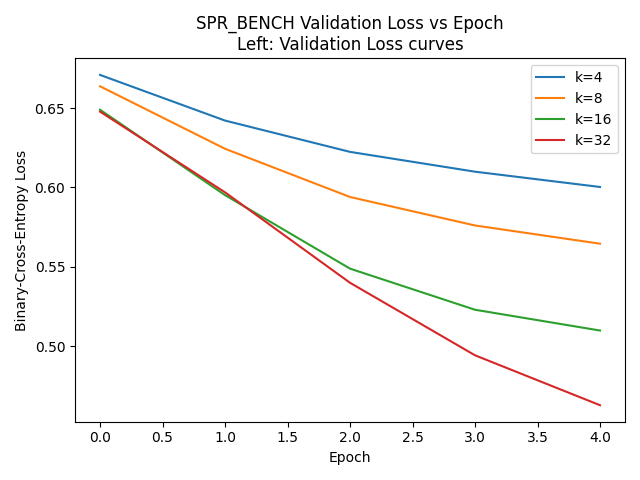 SPR_BENCH Validation Loss vs Epoch
Left: Validation Loss curves
k=4
k=8
k=16
k=32
Binary-Cross-Entropy Loss
0.65
0.60
0.55
0.50
0.0 0.5 1.0 1.5 2.0 2.5 3.0 3.5 4.0
Epoch